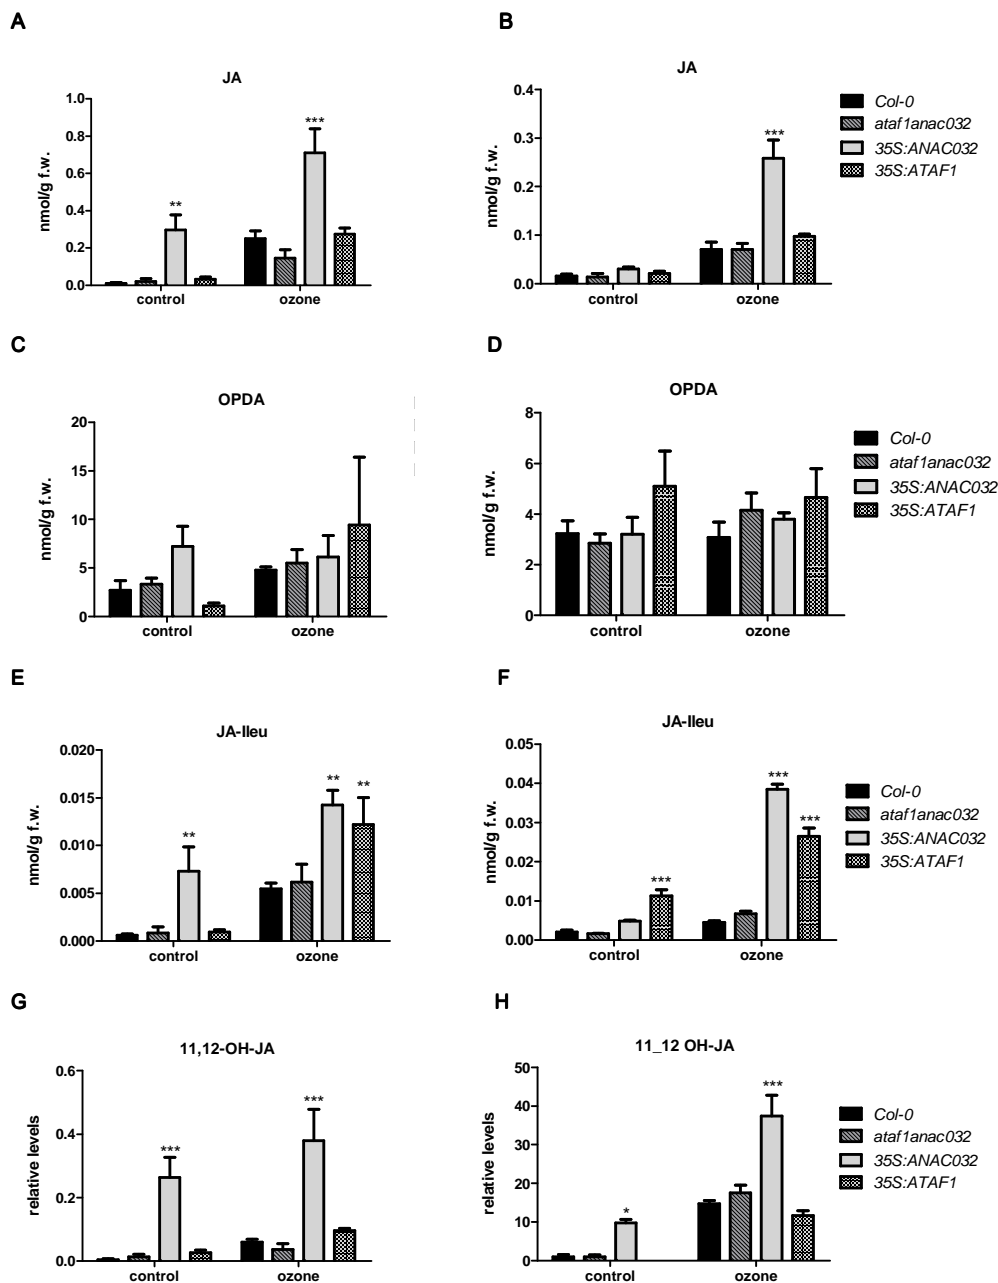 A
JA
nmol/g f.w.
1.0
0.8
0.6
0.4
0.2
0.0
**
***
control
ozone
B
JA
nmol/g f.w.
0.4
0.3
0.2
0.1
0.0
***
control
ozone
Col-0
ataf1anac032
35S:ANAC032
35S:ATAF1
C
OPDA
nmol/g f.w.
20
15
10
5
0
control
ozone
D
OPDA
nmol/g f.w.
8
6
4
2
0
control
ozone
Col-0
ataf1anac032
35S:ANAC032
35S:ATAF1
E
JA-Ileu
nmol/g f.w.
0.020
0.015
0.010
0.005
0.000
**
**
**
control
ozone
F
JA-Ileu
nmol/g f.w.
0.05
0.04
0.03
0.02
0.01
0.00
***
***
***
control
ozone
Col-0
ataf1anac032
35S:ANAC032
35S:ATAF1
G
11,12-OH-JA
relative levels
0.6
0.4
0.2
0.0
***
***
control
ozone
H
11_12 OH-JA
relative levels
50
40
30
20
10
0
*
***
control
ozone
Col-0
ataf1anac032
35S:ANAC032
35S:ATAF1